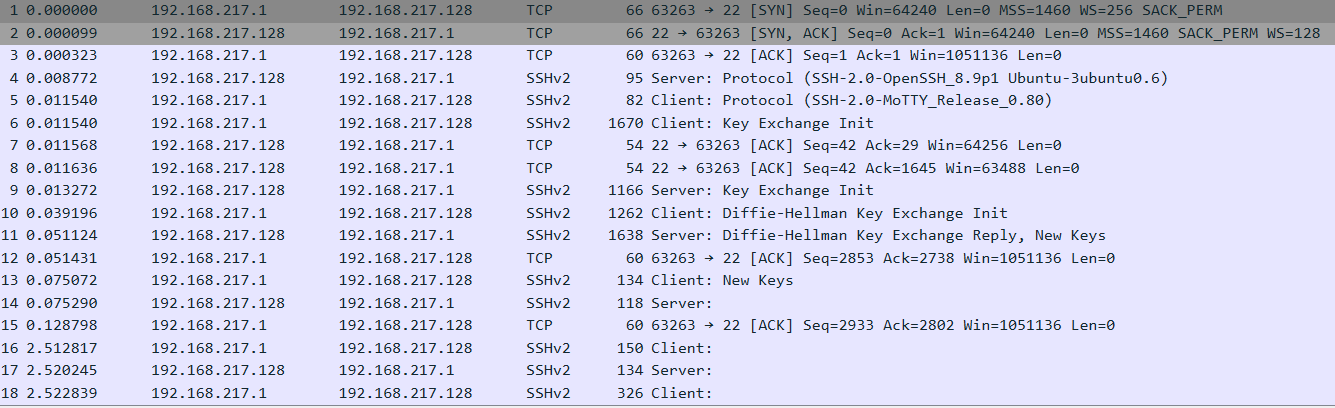 1 0.000000 192.168.217.1 192.168.217.128 TCP 66 63263 → 22 [SYN] Seq=0 Win=64240 Len=0 MSS=1460 WS=256 SACK_PERM
2 0.000099 192.168.217.128 192.168.217.1 TCP 66 22 → 63263 [SYN, ACK] Seq=0 Ack=1 Win=64240 Len=0 MSS=1460 SACK_PERM WS=128
3 0.000323 192.168.217.1 192.168.217.128 TCP 60 63263 → 22 [ACK] Seq=1 Ack=1 Win=1051136 Len=0
4 0.008772 192.168.217.128 192.168.217.1 SSHv2 95 Server: Protocol (SSH-2.0-OpenSSH_8.9p1 Ubuntu-3ubuntu0.6)
5 0.011540 192.168.217.1 192.168.217.128 SSHv2 82 Client: Protocol (SSH-2.0-MoTTY_Release_0.80)
6 0.011540 192.168.217.1 192.168.217.128 SSHv2 1670 Client: Key Exchange Init
7 0.011568 192.168.217.128 192.168.217.1 TCP 54 22 → 63263 [ACK] Seq=42 Ack=29 Win=64256 Len=0
8 0.011636 192.168.217.128 192.168.217.1 TCP 54 22 → 63263 [ACK] Seq=42 Ack=1645 Win=63488 Len=0
9 0.013272 192.168.217.128 192.168.217.1 SSHv2 1166 Server: Key Exchange Init
10 0.039196 192.168.217.1 192.168.217.128 SSHv2 1262 Client: Diffie-Hellman Key Exchange Init
11 0.051124 192.168.217.128 192.168.217.1 SSHv2 1638 Server: Diffie-Hellman Key Exchange Reply, New Keys
12 0.051431 192.168.217.1 192.168.217.128 TCP 60 63263 → 22 [ACK] Seq=2853 Ack=2738 Win=1051136 Len=0
13 0.075072 192.168.217.1 192.168.217.128 SSHv2 134 Client: New Keys
14 0.075290 192.168.217.128 192.168.217.1 SSHv2 118 Server:
15 0.128798 192.168.217.1 192.168.217.128 TCP 60 63263 → 22 [ACK] Seq=2933 Ack=2802 Win=1051136 Len=0
16 2.512817 192.168.217.1 192.168.217.128 SSHv2 150 Client:
17 2.520245 192.168.217.128 192.168.217.1 SSHv2 134 Server:
18 2.522839 192.168.217.1 192.168.217.128 SSHv2 326 Client: